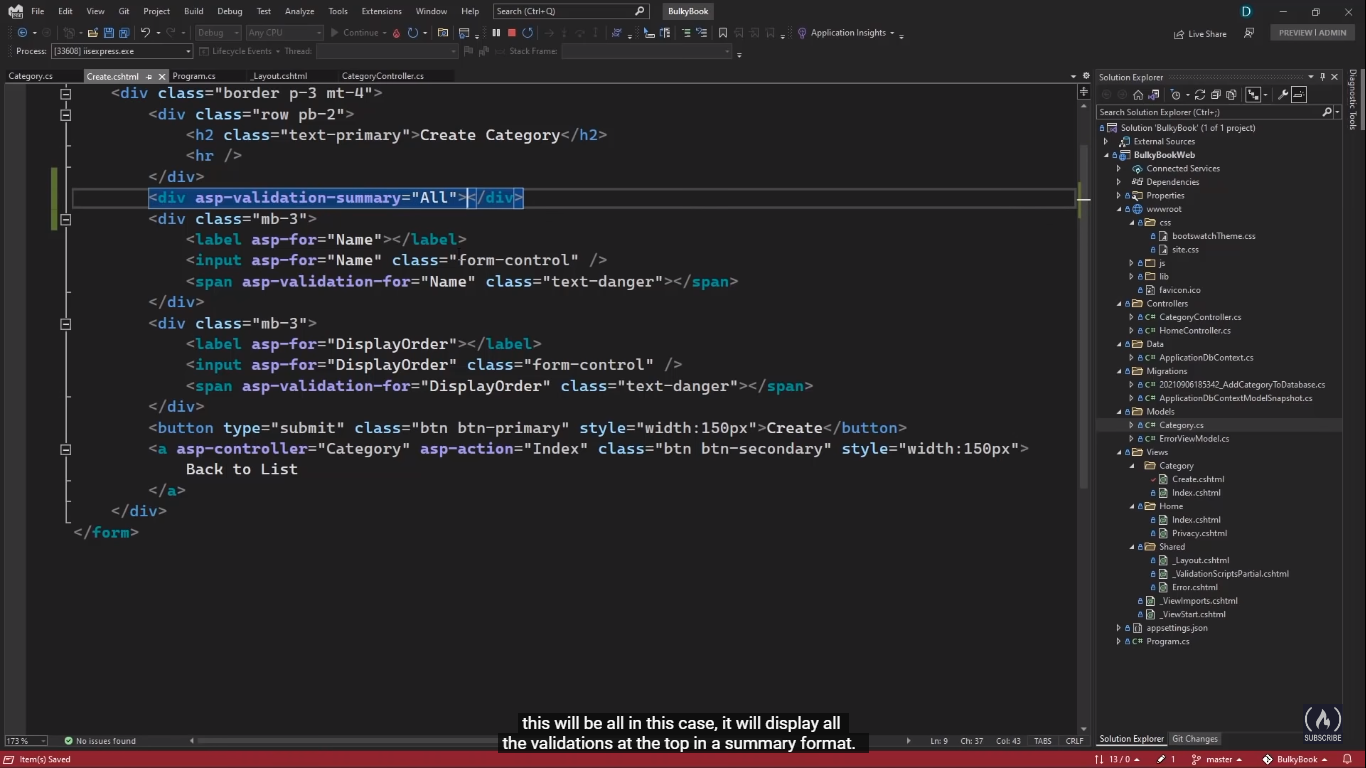 File Edit View Git Project Build Debug Test Analyze Tools Extensions Window Help Search (Ctrl+Q) BulkyBook D
Debug Any CPU Continue Application Insights Live Share PREVIEW | ADMIN
Process: [33608] iisexpress.exe Lifecycle Events Thread: Stack Frame:
Category.cs Create.cshtml Program.cs _Layout.cshtml CategoryController.cs
<div class="border p-3 mt-4">
<div class="row pb-2">
<h2 class="text-primary">Create Category</h2>
<hr />
</div>
<div asp-validation-summary="All"></div>
<div class="mb-3">
<label asp-for="Name"></label>
<input asp-for="Name" class="form-control" />
<span asp-validation-for="Name" class="text-danger"></span>
</div>
<div class="mb-3">
<label asp-for="DisplayOrder"></label>
<input asp-for="DisplayOrder" class="form-control" />
<span asp-validation-for="DisplayOrder" class="text-danger"></span>
</div>
<button type="submit" class="btn btn-primary" style="width:150px">Create</button>
<a asp-controller="Category" asp-action="Index" class="btn btn-secondary" style="width:150px">
Back to List
</a>
</div>
</form>
Solution Explorer
Search Solution Explorer (Ctrl+;)
Solution 'BulkyBook' (1 of 1 project)
External Sources
BulkyBookWeb
Connected Services
Dependencies
Properties
wwwroot
css
bootswatchTheme.css
site.css
js
lib
favicon.ico
Controllers
CategoryController.cs
HomeController.cs
Data
ApplicationDbContext.cs
Migrations
20210906185342_AddCategoryToDatabase.cs
ApplicationDbContextModelSnapshot.cs
Models
Category.cs
ErrorViewModel.cs
Views
Category
Create.cshtml
Index.cshtml
Home
Index.cshtml
Privacy.cshtml
Shared
_Layout.cshtml
_ValidationScriptsPartial.cshtml
Error.cshtml
_ViewImports.cshtml
_ViewStart.cshtml
appsettings.json
Program.cs
Diagnostic Tools
SUBSCRIBE
Solution Explorer Git Changes
this will be all in this case, it will display all
the validations at the top in a summary format.
173 % No issues found Ln: 9 Ch: 37 Col: 43 TABS CRLF
Item(s) Saved 13 / 0 1 master BulkyBook